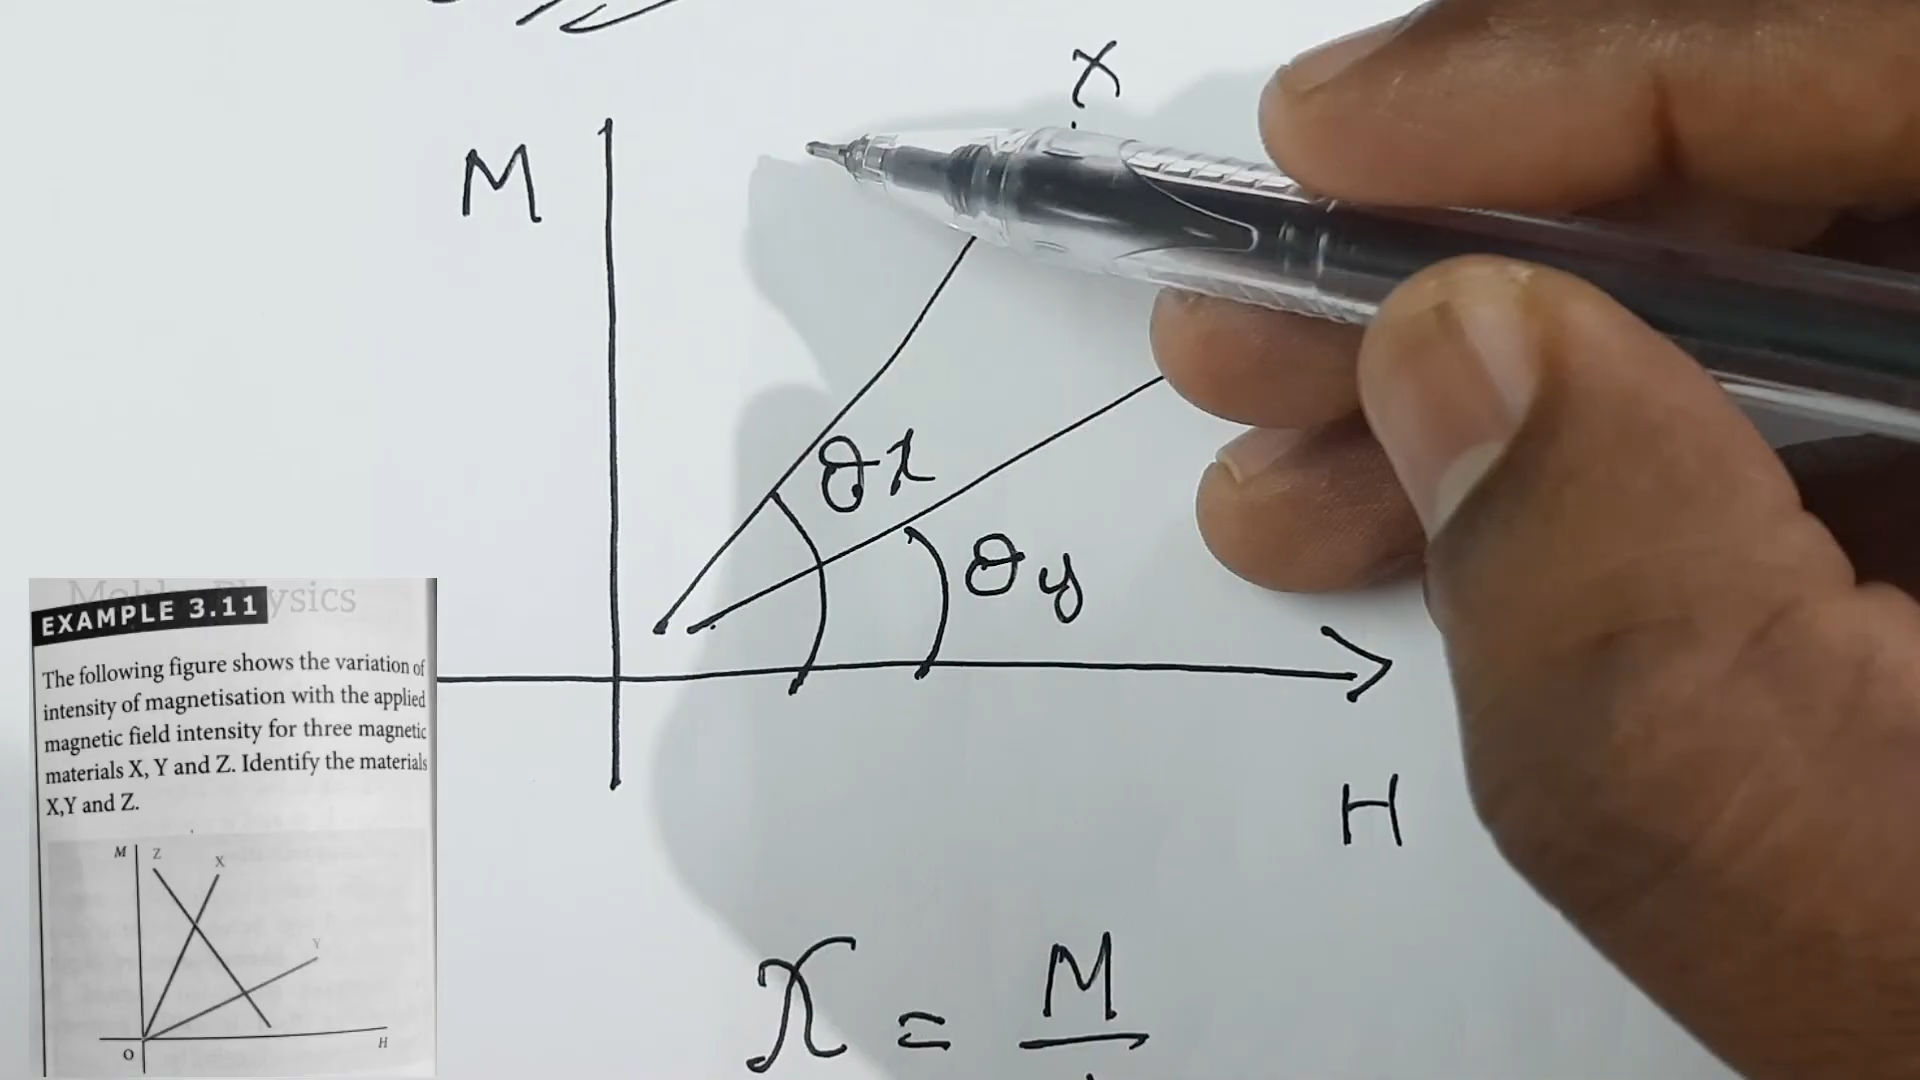 X
M
θx
θy
H
χ = M
Physics
EXAMPLE 3.11
The following figure shows the variation of
intensity of magnetisation with the applied
magnetic field intensity for three magnetic
materials X, Y and Z. Identify the materials
X,Y and Z.
M
Z
X
Y
O
H